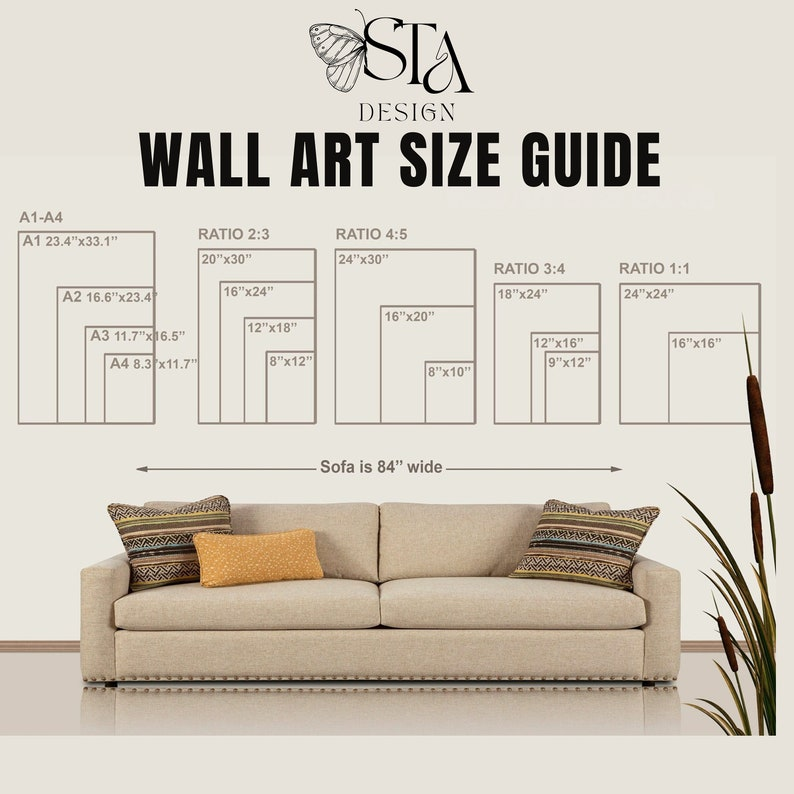 STA
DESIGN
WALL ART SIZE GUIDE
A1-A4
A1 23.4”x33.1”
A2 16.6”x23.4”
A3 11.7”x16.5”
A4 8.3”x11.7”
RATIO 2:3
20”x30”
16”x24”
12”x18”
8”x12”
RATIO 4:5
24”x30”
16”x20”
8”x10”
RATIO 3:4
18”x24”
12”x16”
9”x12”
RATIO 1:1
24”x24”
16”x16”
Sofa is 84” wide